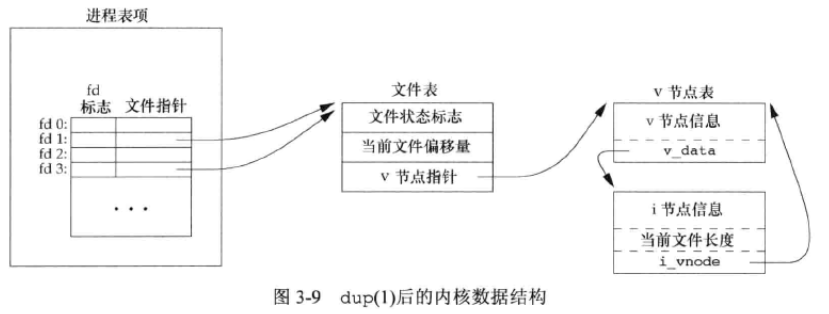 进程表项
fd
标志 文件指针
fd 0:
fd 1:
fd 2:
fd 3:
...
文件表
文件状态标志
当前文件偏移量
v 节点指针
v 节点表
v 节点信息
v_data
i 节点信息
当前文件长度
i_vnode
图 3-9 dup(1)后的内核数据结构